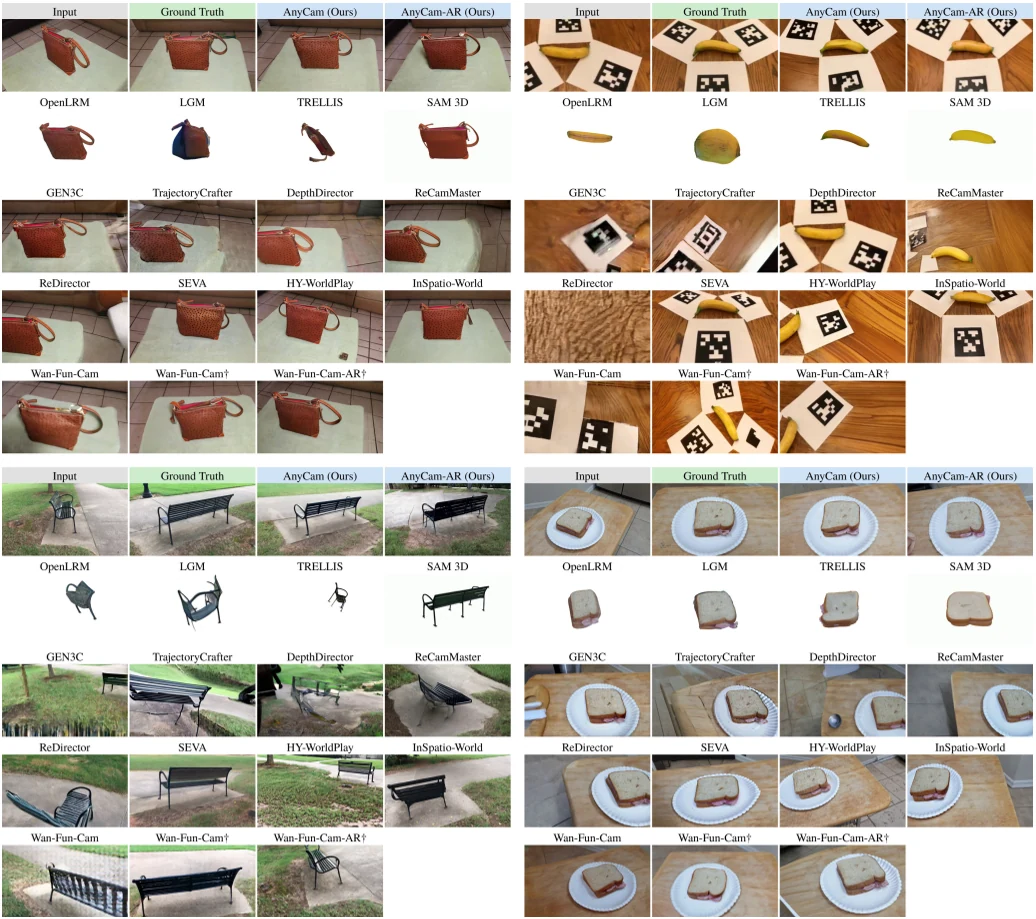 Input Ground Truth AnyCam (Ours) AnyCam-AR (Ours)
OpenLRM LGM TRELLIS SAM 3D
GEN3C TrajectoryCrafter DepthDirector ReCamMaster
ReDirector SEVA HY-WorldPlay InSpatio-World
Wan-Fun-Cam Wan-Fun-Cam† Wan-Fun-Cam-AR†
Input Ground Truth AnyCam (Ours) AnyCam-AR (Ours)
OpenLRM LGM TRELLIS SAM 3D
GEN3C TrajectoryCrafter DepthDirector ReCamMaster
ReDirector SEVA HY-WorldPlay InSpatio-World
Wan-Fun-Cam Wan-Fun-Cam† Wan-Fun-Cam-AR†
Input Ground Truth AnyCam (Ours) AnyCam-AR (Ours)
OpenLRM LGM TRELLIS SAM 3D
GEN3C TrajectoryCrafter DepthDirector ReCamMaster
ReDirector SEVA HY-WorldPlay InSpatio-World
Wan-Fun-Cam Wan-Fun-Cam† Wan-Fun-Cam-AR†
Input Ground Truth AnyCam (Ours) AnyCam-AR (Ours)
OpenLRM LGM TRELLIS SAM 3D
GEN3C TrajectoryCrafter DepthDirector ReCamMaster
ReDirector SEVA HY-WorldPlay InSpatio-World
Wan-Fun-Cam Wan-Fun-Cam† Wan-Fun-Cam-AR†